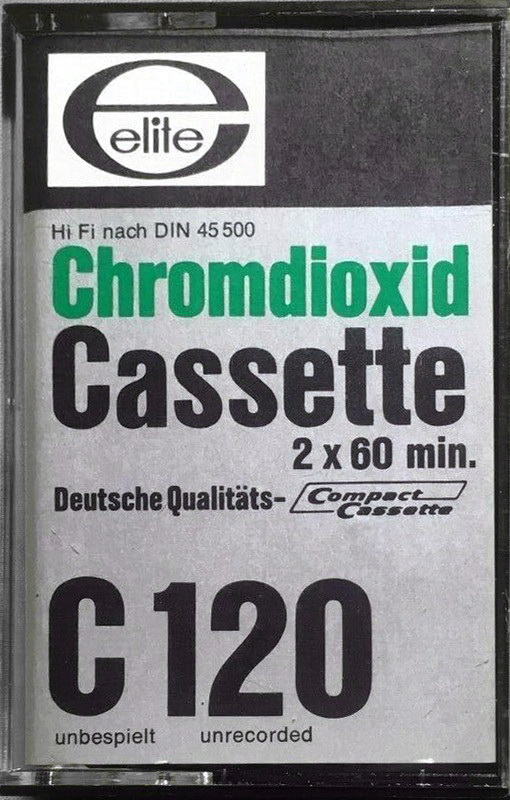 elite
Hi Fi nach DIN 45 500
Chromdioxid
Cassette
2 x 60 min.
Deutsche Qualitäts- Compact Cassette
C 120
unbespielt unrecorded